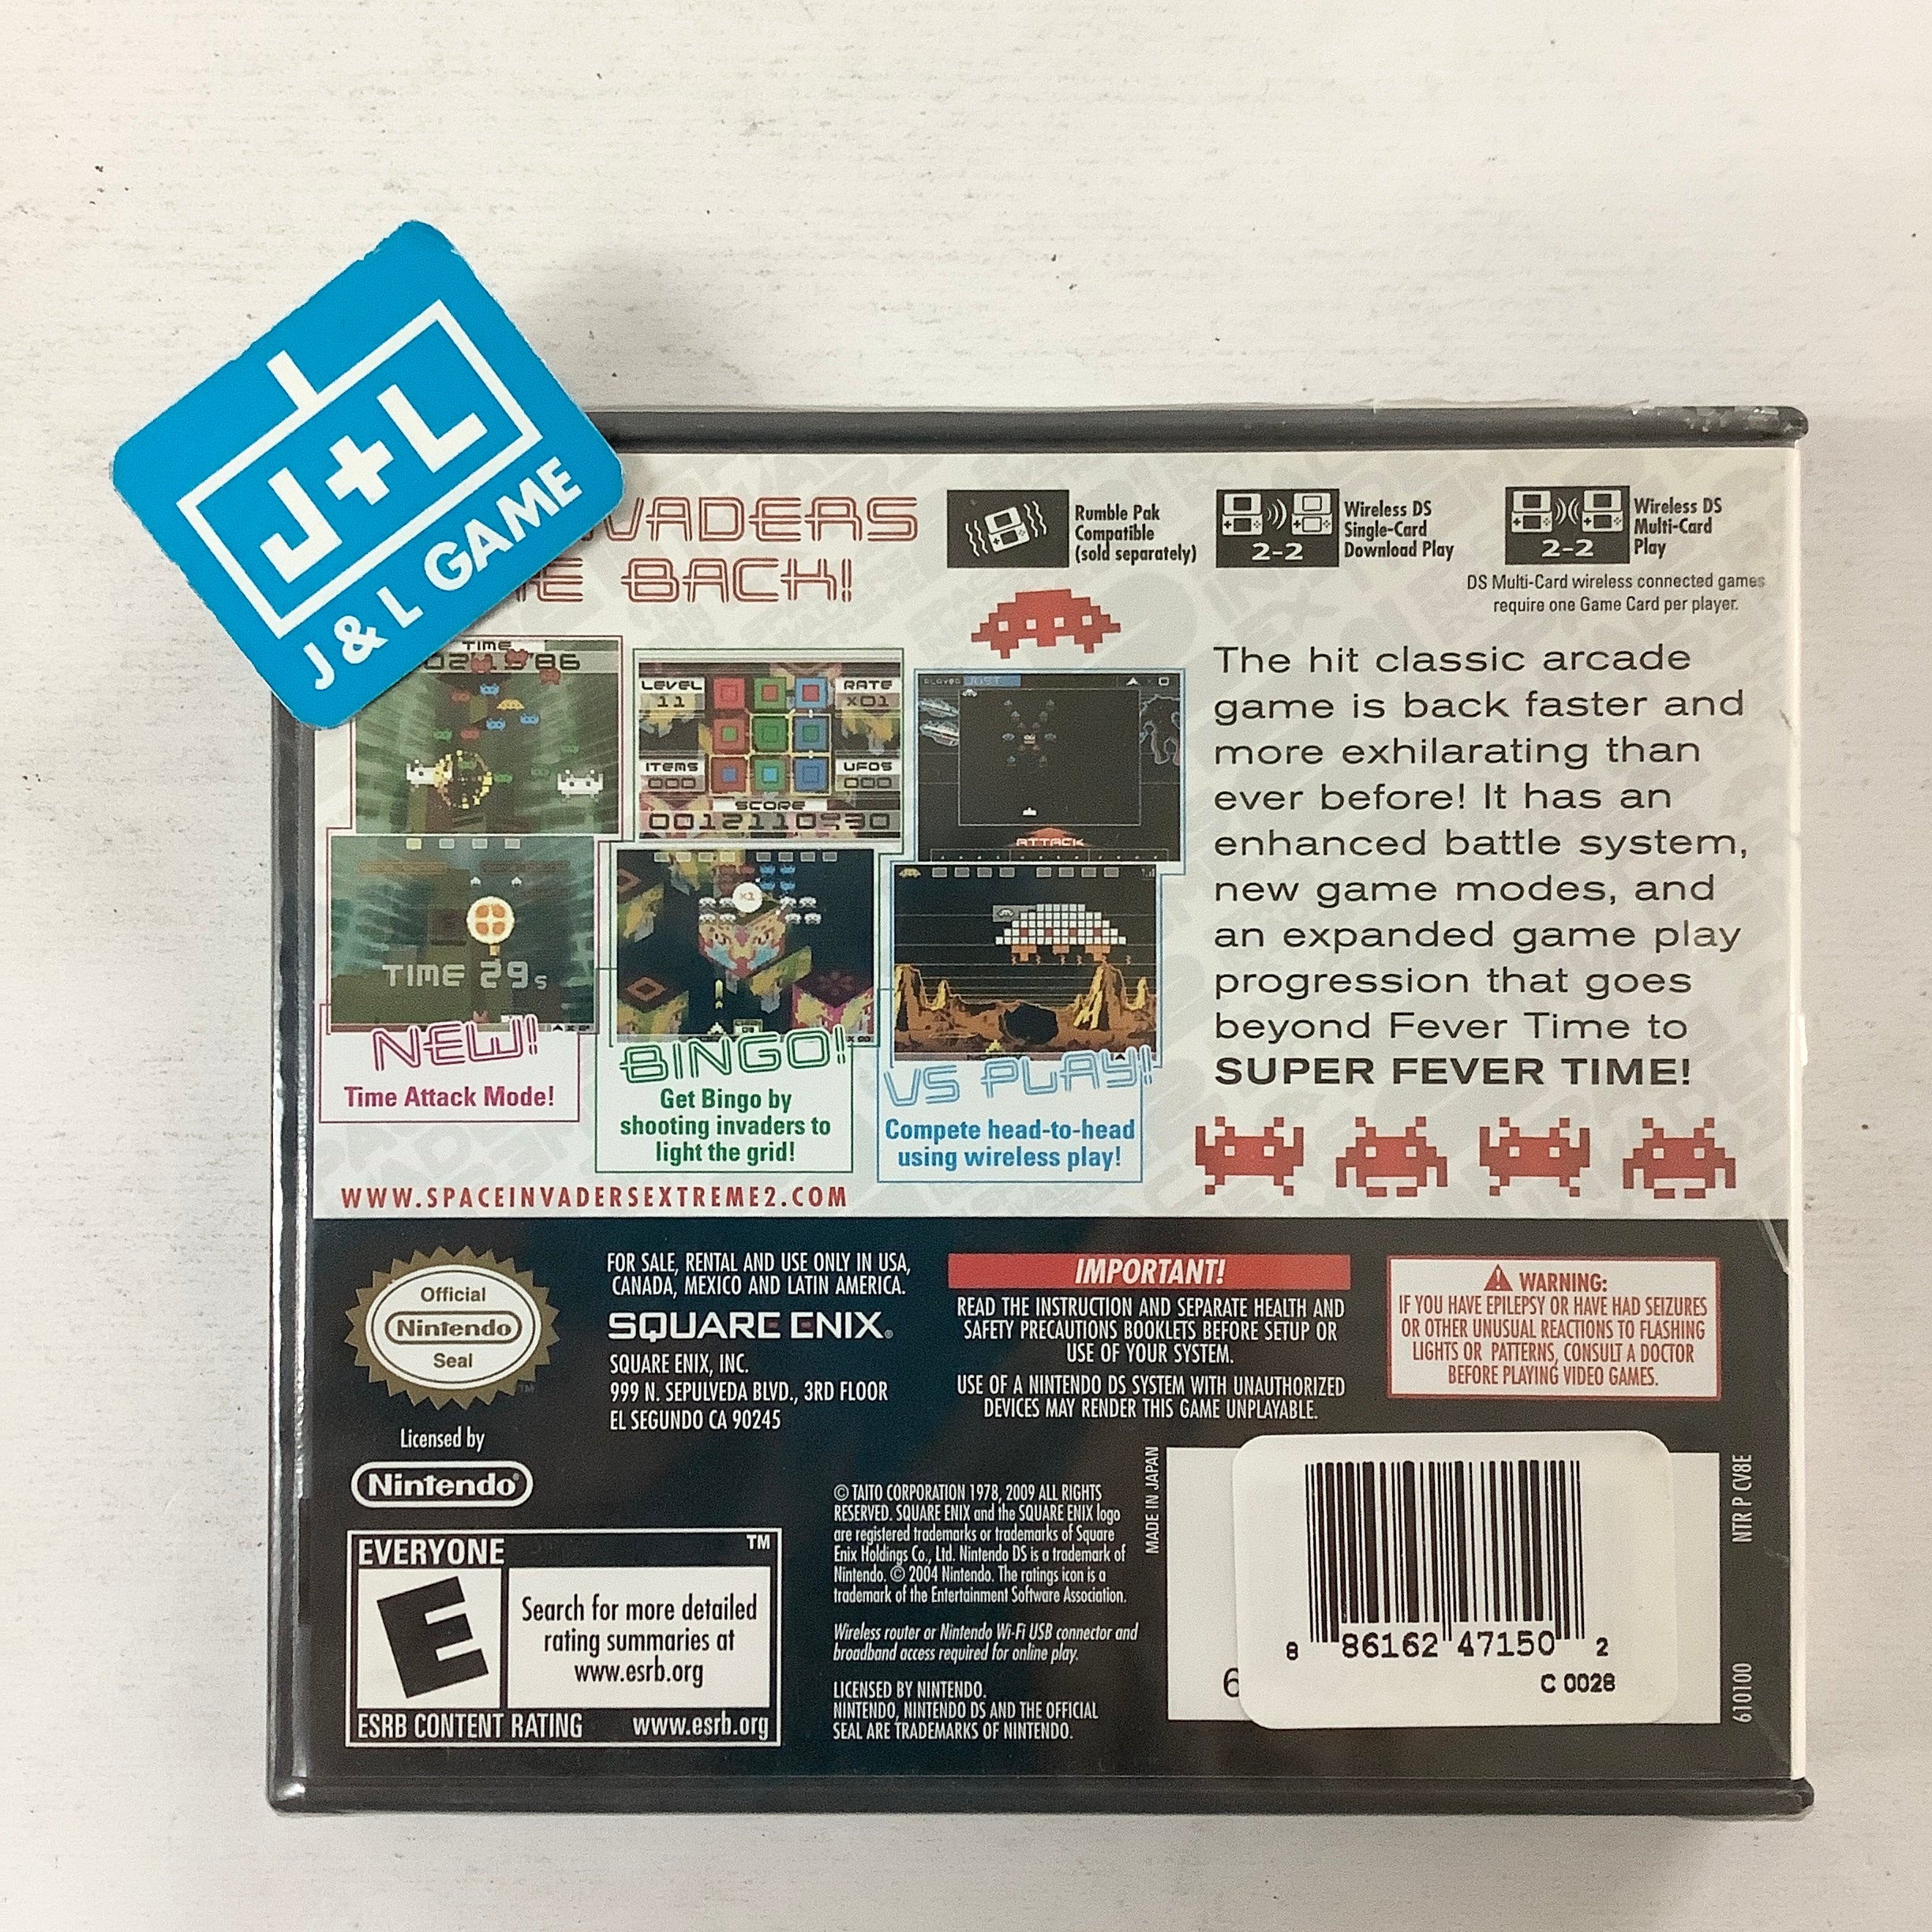 J+L
J & L GAME
VADERS
E BACK!
Rumble Pak
Compatible
(sold separately)
2-2
Wireless DS
Single-Card
Download Play
2-2
Wireless DS
Multi-Card
Play
DS Multi-Card wireless connected games
require one Game Card per player.
TIME
TIME 29s
LEVEL
11
RATE
x01
ITEMS
000
UFOS
000
SCORE
x1
ATTACK
NEW!
Time Attack Mode!
BINGO!
Get Bingo by
shooting invaders to
light the grid!
VS PLAY!
Compete head-to-head
using wireless play!
The hit classic arcade
game is back faster and
more exhilarating than
ever before! It has an
enhanced battle system,
new game modes, and
an expanded game play
progression that goes
beyond Fever Time to
SUPER FEVER TIME!
WWW.SPACEINVADERSEXTREME2.COM
Official
Nintendo
Seal
TM
Licensed by
Nintendo®
FOR SALE, RENTAL AND USE ONLY IN USA,
CANADA, MEXICO AND LATIN AMERICA.
SQUARE ENIX®
SQUARE ENIX, INC.
999 N. SEPULVEDA BLVD., 3RD FLOOR
EL SEGUNDO CA 90245
IMPORTANT!
READ THE INSTRUCTION AND SEPARATE HEALTH AND
SAFETY PRECAUTIONS BOOKLETS BEFORE SETUP OR
USE OF YOUR SYSTEM.
USE OF A NINTENDO DS SYSTEM WITH UNAUTHORIZED
DEVICES MAY RENDER THIS GAME UNPLAYABLE.
WARNING:
IF YOU HAVE EPILEPSY OR HAVE HAD SEIZURES
OR OTHER UNUSUAL REACTIONS TO FLASHING
LIGHTS OR PATTERNS, CONSULT A DOCTOR
BEFORE PLAYING VIDEO GAMES.
EVERYONE
TM
E
Search for more detailed
rating summaries at
www.esrb.org
ESRB CONTENT RATING www.esrb.org
© TAITO CORPORATION 1978, 2009 ALL RIGHTS
RESERVED. SQUARE ENIX and the SQUARE ENIX logo
are registered trademarks or trademarks of Square
Enix Holdings Co., Ltd. Nintendo DS is a trademark of
Nintendo. © 2004 Nintendo. The ratings icon is a
trademark of the Entertainment Software Association.
Wireless router or Nintendo Wi-Fi USB connector and
broadband access required for online play.
LICENSED BY NINTENDO.
NINTENDO, NINTENDO DS AND THE OFFICIAL
SEAL ARE TRADEMARKS OF NINTENDO.
MADE IN JAPAN
6
8 86162 47150 2
C 0028
NTR P CV8E
610100